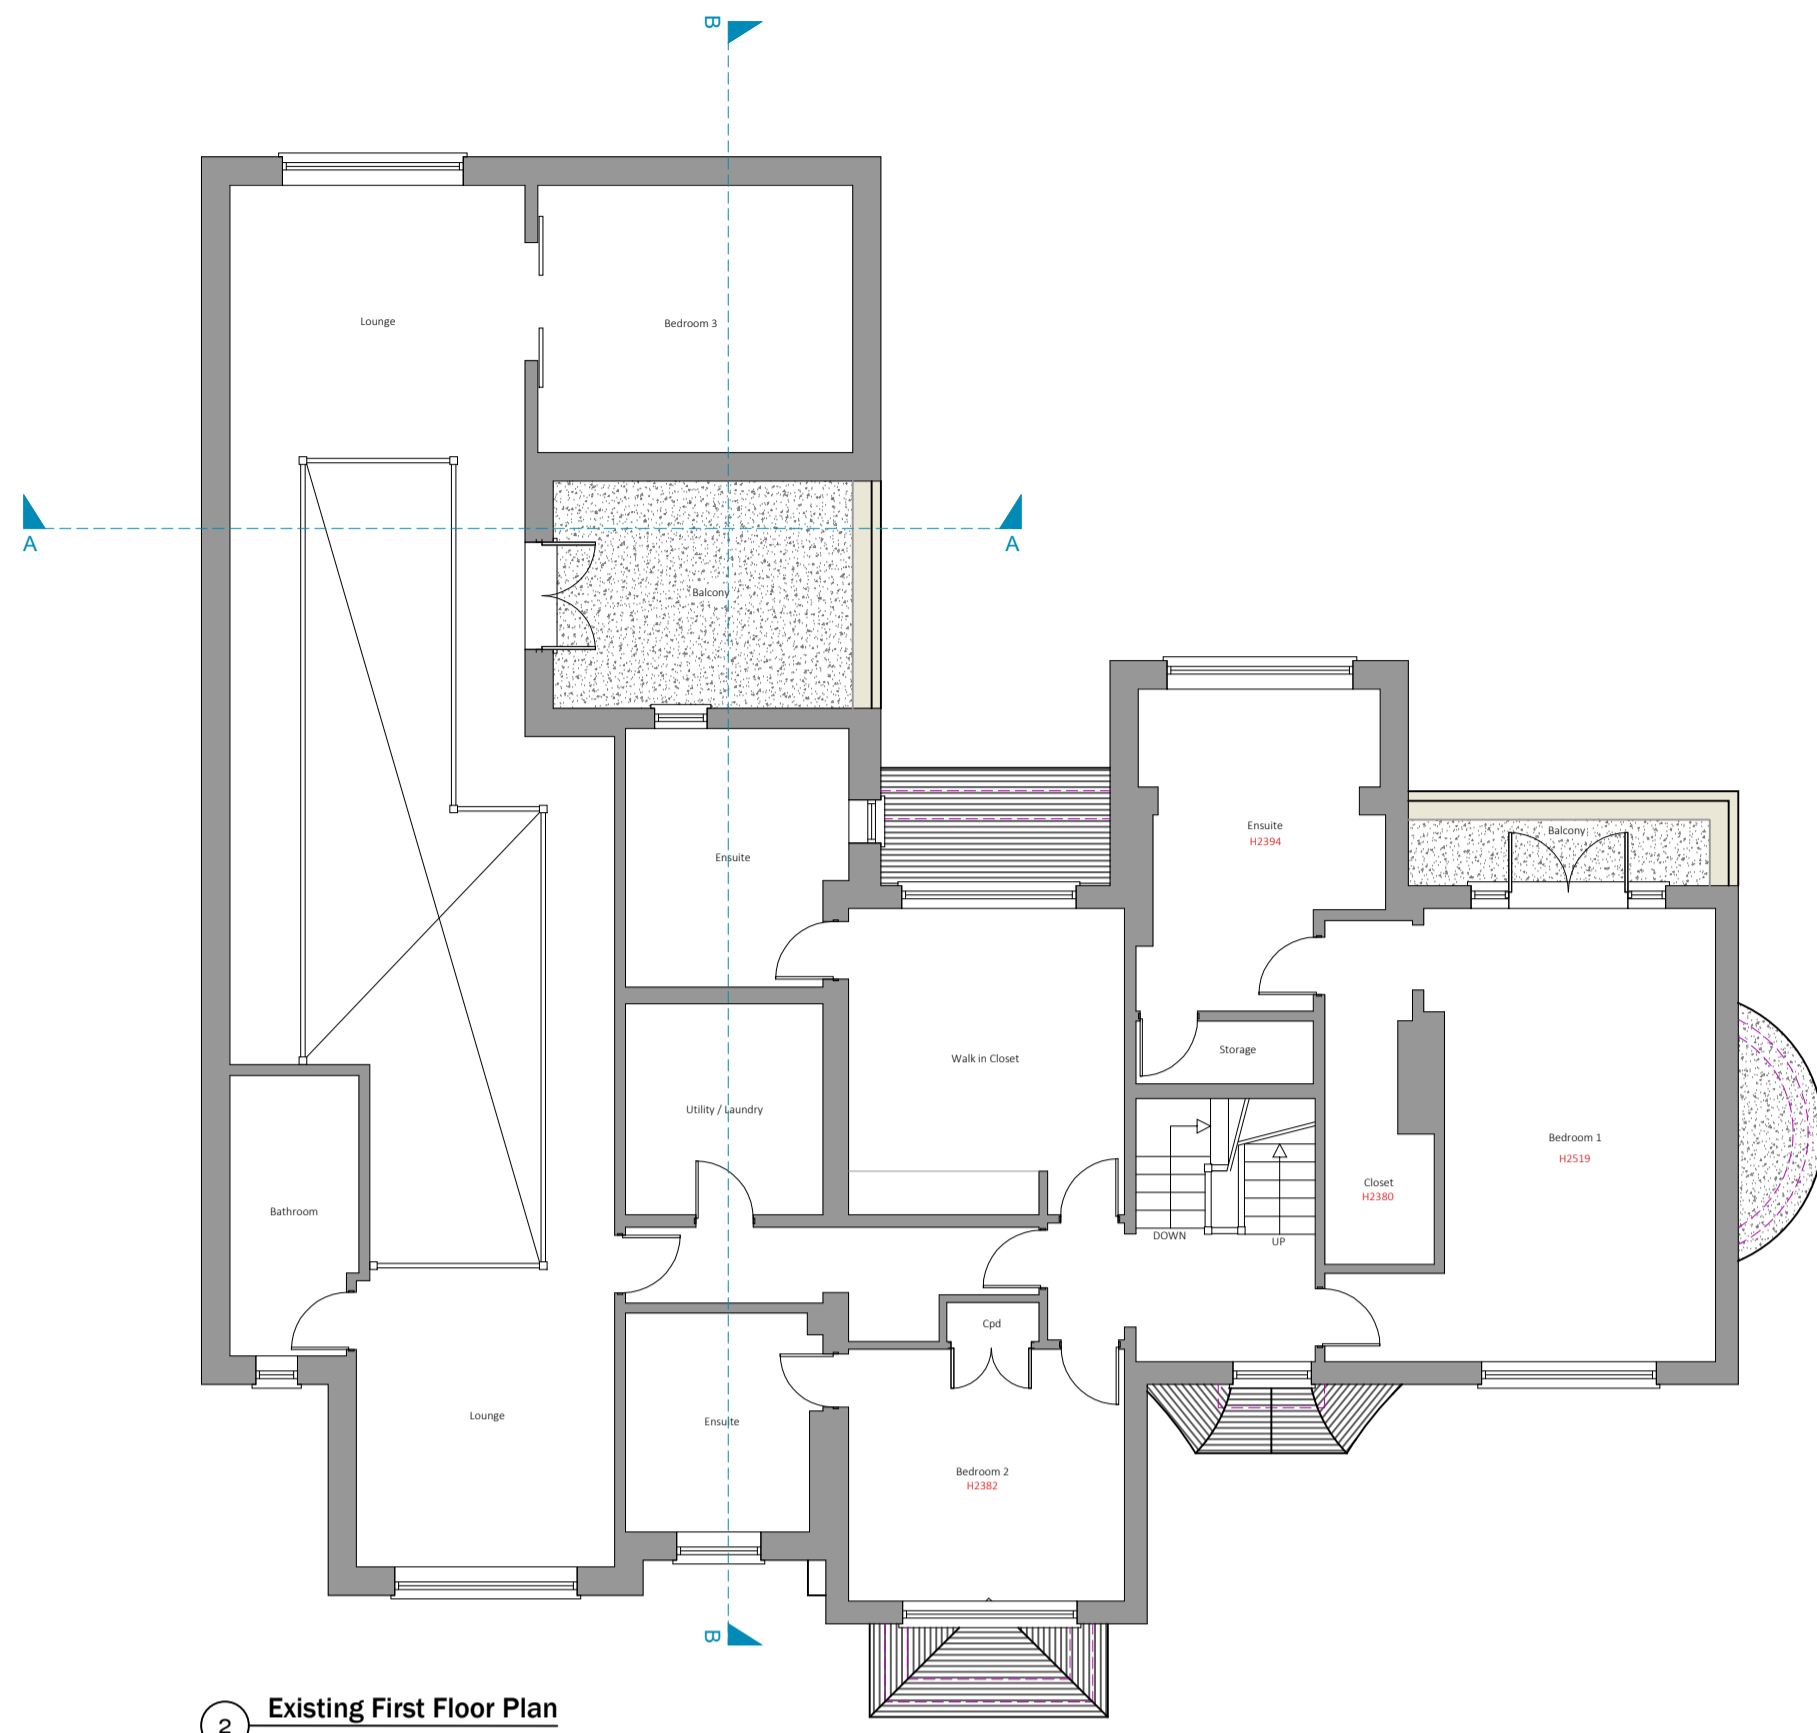 B
Lounge
Bedroom 3
A
A
Balcony
Ensuite
H2394
Balcony
Ensuite
Storage
Walk in Closet
Utility / Laundry
Bedroom 1
H2519
Closet
H2380
Bathroom
DOWN
UP
Cpd
Lounge
Ensuite
Bedroom 2
H2382
B
2
Existing First Floor Plan